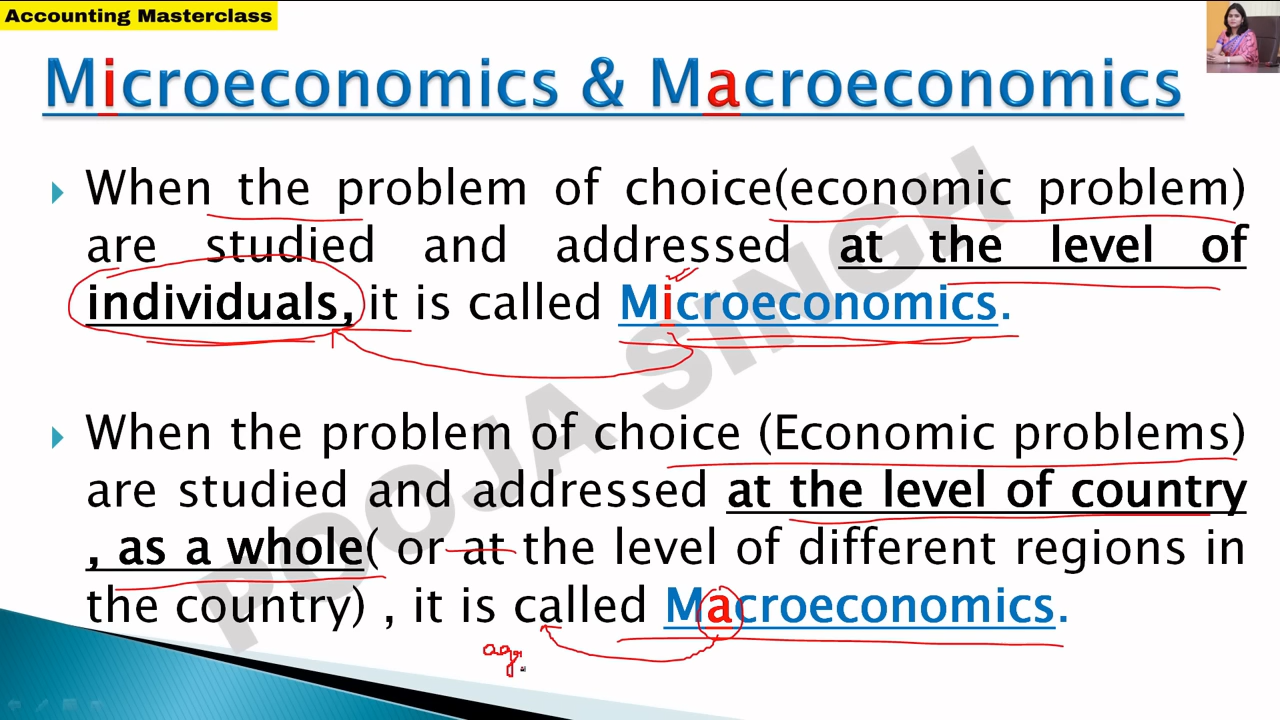 Accounting Masterclass
Microeconomics & Macroeconomics
When the problem of choice(economic problem)
are studied and addressed at the level of
individuals, it is called Microeconomics.
When the problem of choice (Economic problems)
are studied and addressed at the level of country
, as a whole( or at the level of different regions in
the country) , it is called Macroeconomics.
POOJA SINGH